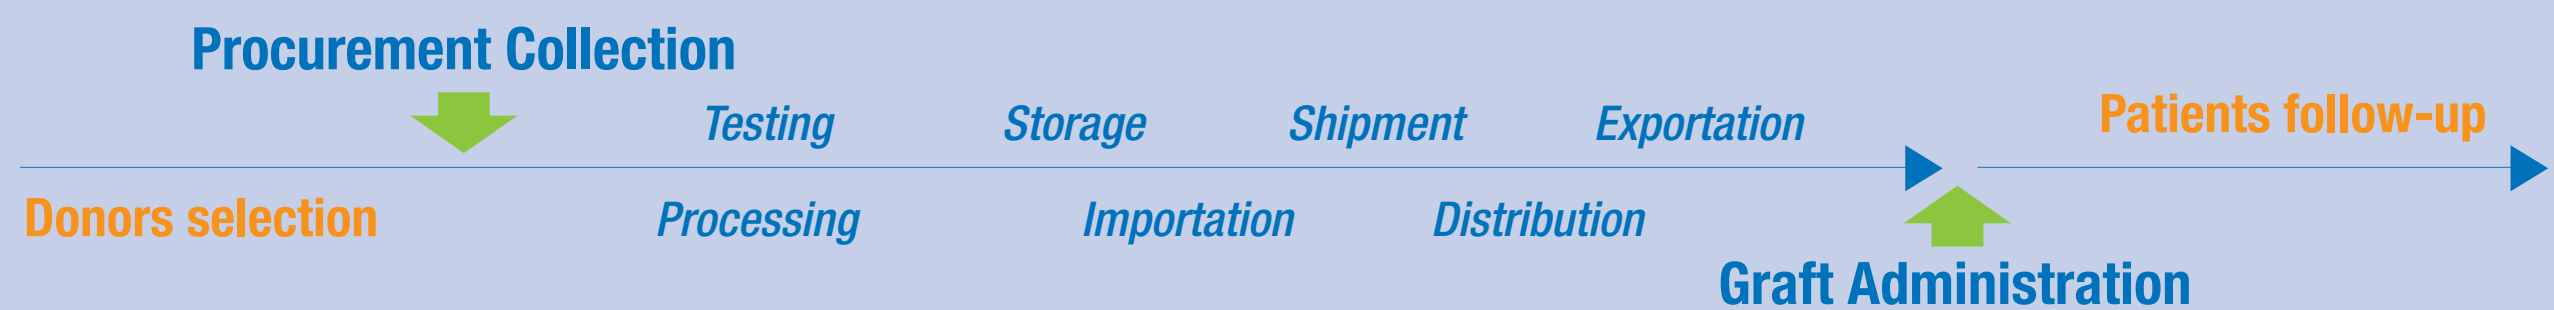 Procurement Collection
Testing
Storage
Shipment
Exportation
Patients follow-up
Donors selection
Processing
Importation
Distribution
Graft Administration